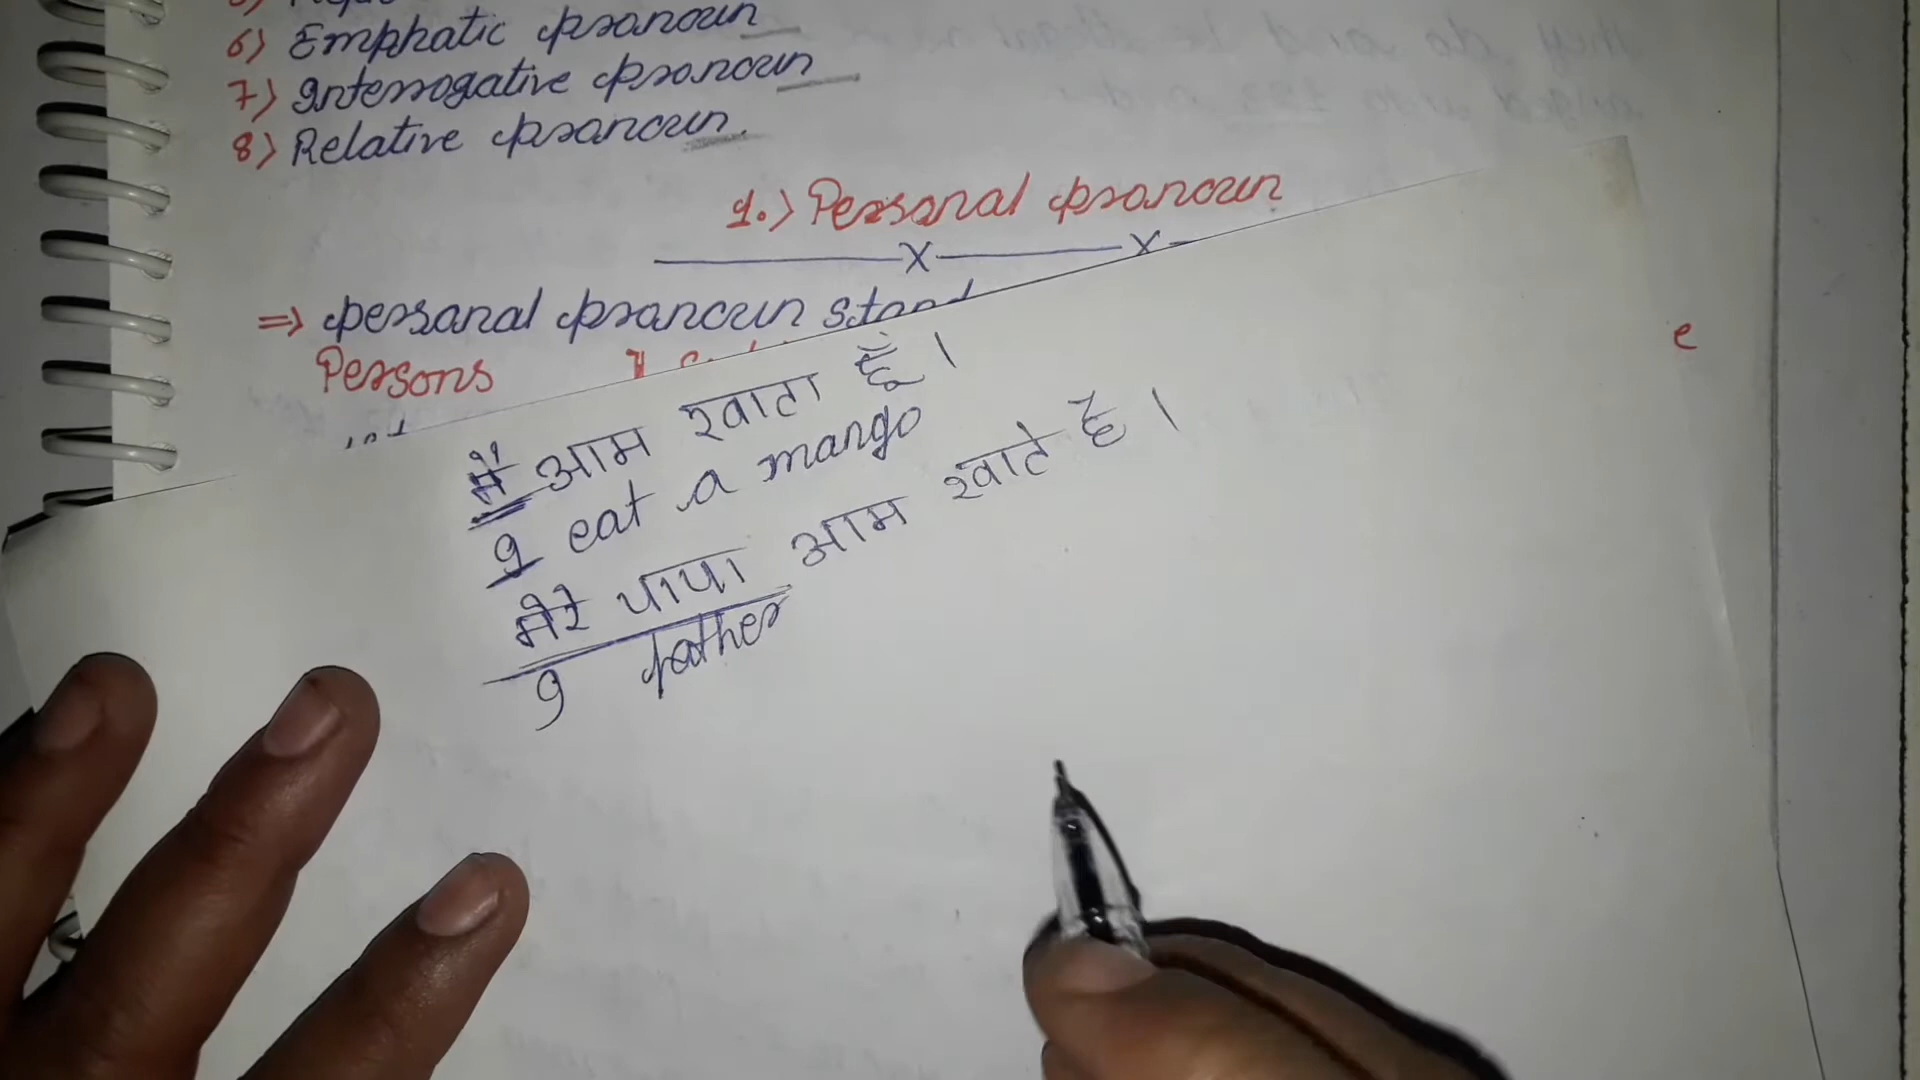 6) Emphatic pronoun
7) Interrogative pronoun
8) Relative pronoun.
1.) Personal pronoun
x x
=> personal pronoun stand
Persons
e
मैं आम खाता हूँ।
I eat a mango
मेरे पापा आम खाते है।
I father